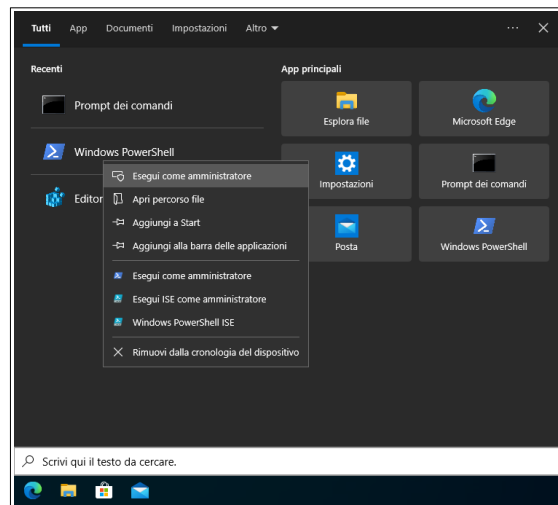 Tutti App Documenti Impostazioni Altro
Recenti
Prompt dei comandi
Windows PowerShell
Editor
Esegui come amministratore
Apri percorso file
Aggiungi a Start
Aggiungi alla barra delle applicazioni
Esegui come amministratore
Esegui ISE come amministratore
Windows PowerShell ISE
Rimuovi dalla cronologia del dispositivo
App principali
Esplora file
Microsoft Edge
Impostazioni
Prompt dei comandi
Posta
Windows PowerShell
Scrivi qui il testo da cercare.